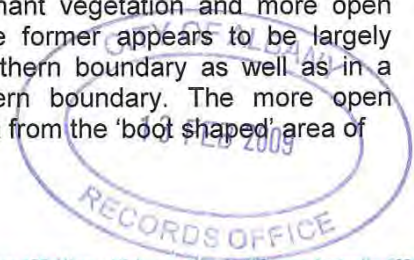 nant vegetation and more open
e former appears to be largely
thern boundary as well as in a
ern boundary. The more open
from the 'boot shaped' area of
CITY OF ALBANY
13 FEB 2009
RECORDS OFFICE